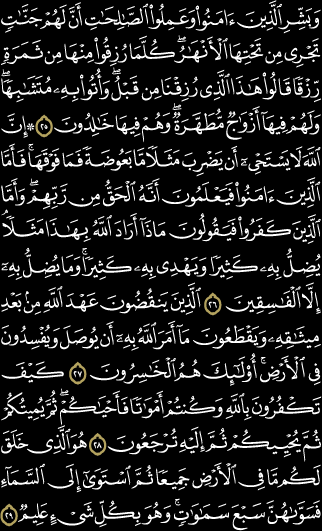 وَبَشِّرِ ٱلَّذِينَ ءَامَنُوا۟ وَعَمِلُوا۟ ٱلصَّـٰلِحَـٰتِ أَنَّ لَهُمْ جَنَّـٰتٍ
تَجْرِى مِن تَحْتِهَا ٱلْأَنْهَـٰرُ ۖ كُلَّمَا رُزِقُوا۟ مِنْهَا مِن ثَمَرَةٍ
رِّزْقًا قَالُوا۟ هَـٰذَا ٱلَّذِى رُزِقْنَا مِن قَبْلُ ۖ وَأُتُوا۟ بِهِۦ مُتَشَـٰبِهًا ۖ
وَلَهُمْ فِيهَآ أَزْوَٰجٌ مُّطَهَّرَةٌ ۖ وَهُمْ فِيهَا خَـٰلِدُونَ ٢٥ ۞ إِنَّ
ٱللَّهَ لَا يَسْتَحْىِۦٓ أَن يَضْرِبَ مَثَلًا مَّا بَعُوضَةً فَمَا فَوْقَهَا ۚ فَأَمَّا
ٱلَّذِينَ ءَامَنُوا۟ فَيَعْلَمُونَ أَنَّهُ ٱلْحَقُّ مِن رَّبِّهِمْ ۖ وَأَمَّا
ٱلَّذِينَ كَفَرُوا۟ فَيَقُولُونَ مَاذَآ أَرَادَ ٱللَّهُ بِهَـٰذَا مَثَلًا ۘ
يُضِلُّ بِهِۦ كَثِيرًا وَيَهْدِى بِهِۦ كَثِيرًا ۚ وَمَا يُضِلُّ بِهِۦٓ
إِلَّا ٱلْفَـٰسِقِينَ ٢٦ ٱلَّذِينَ يَنقُضُونَ عَهْدَ ٱللَّهِ مِنۢ بَعْدِ
مِيثَـٰقِهِۦ وَيَقْطَعُونَ مَآ أَمَرَ ٱللَّهُ بِهِۦٓ أَن يُوصَلَ وَيُفْسِدُونَ
فِى ٱلْأَرْضِ ۚ أُو۟لَـٰٓئِكَ هُمُ ٱلْخَـٰسِرُونَ ٢٧ كَيْفَ
تَكْفُرُونَ بِٱللَّهِ وَكُنتُمْ أَمْوَٰتًا فَأَحْيَـٰكُمْ ۖ ثُمَّ يُمِيتُكُمْ
ثُمَّ يُحْيِيكُمْ ثُمَّ إِلَيْهِ تُرْجَعُونَ ٢٨ هُوَ ٱلَّذِى خَلَقَ
لَكُم مَّا فِى ٱلْأَرْضِ جَمِيعًا ثُمَّ ٱسْتَوَىٰٓ إِلَى ٱلسَّمَآءِ
فَسَوَّىٰهُنَّ سَبْعَ سَمَـٰوَٰتٍ ۚ وَهُوَ بِكُلِّ شَىْءٍ عَلِيمٌ ٢٩